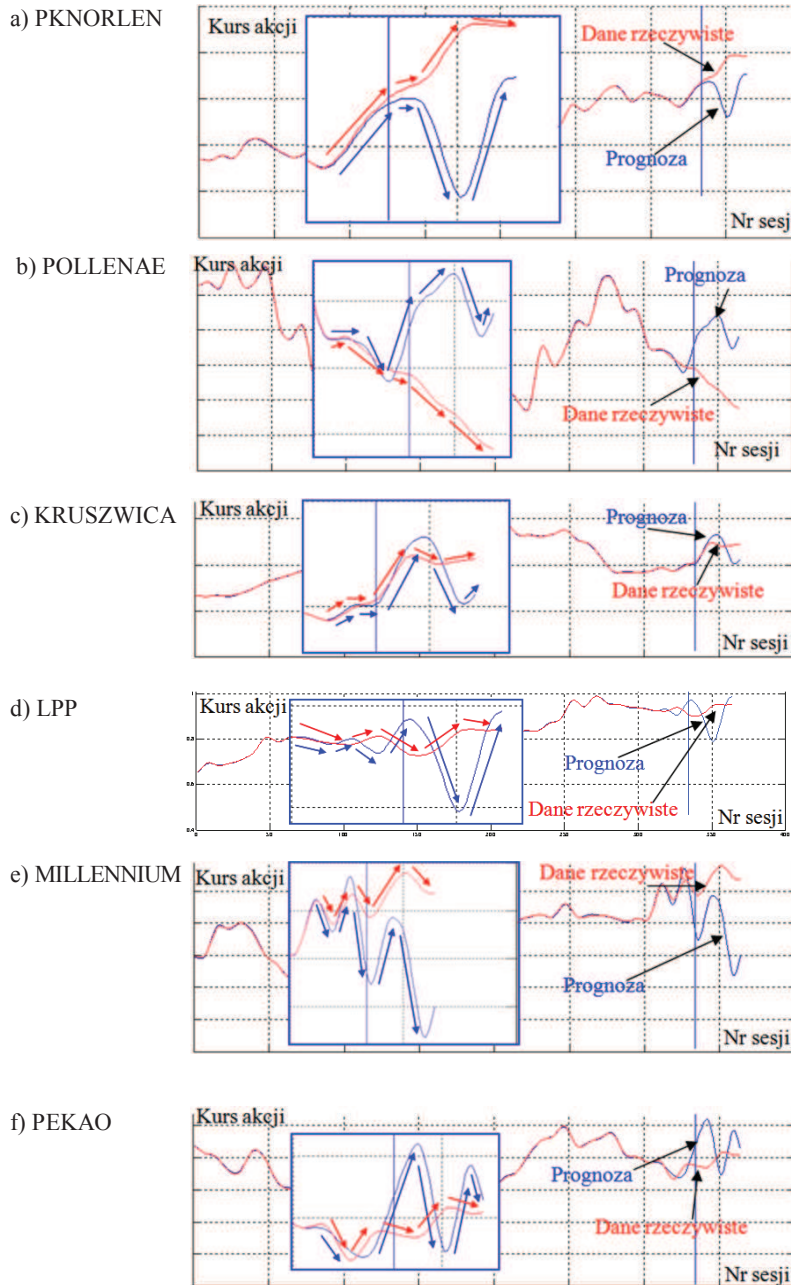 a) PKNORLEN
Kurs akcji
Dane rzeczywiste
Prognoza
Nr sesji
b) POLLENAE
Kurs akcji
Prognoza
Dane rzeczywiste
Nr sesji
c) KRUSZWICA
Kurs akcji
Prognoza
Dane rzeczywiste
Nr sesji
d) LPP
Kurs akcji
Prognoza
Dane rzeczywiste
Nr sesji
e) MILLENNIUM
Kurs akcji
Dane rzeczywiste
Prognoza
Nr sesji
f) PEKAO
Kurs akcji
Prognoza
Dane rzeczywiste
Nr sesji